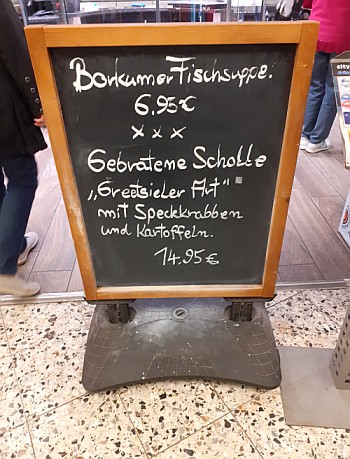 Borkumer Fischsuppe.
6.95€
x x x
Gebratene Scholle
„Greetsieler Art"
mit Speckkrabben
und Kartoffeln.
14.95€